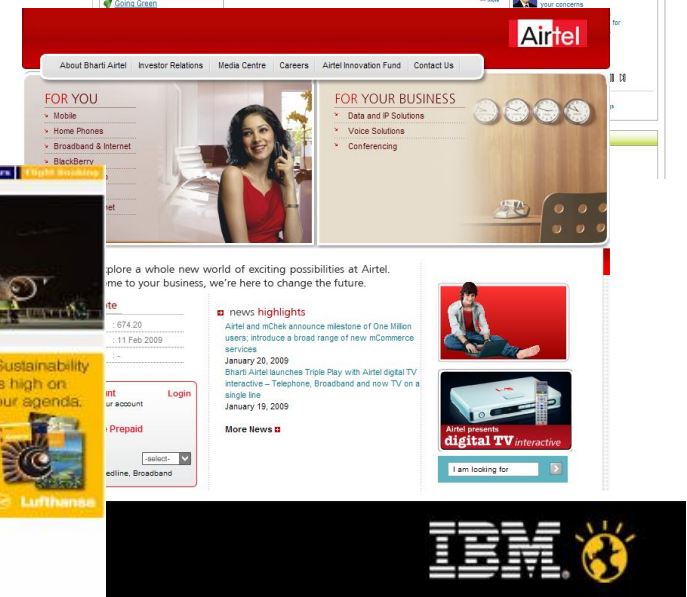 Going Green
your concerns
for
Airtel
About Bharti Airtel Investor Relations Media Centre Careers Airtel Innovation Fund Contact Us
FOR YOU
Mobile
Home Phones
Broadband & Internet
BlackBerry
FOR YOUR BUSINESS
Data and IP Solutions
Voice Solutions
Conferencing
Flight Booking
plore a whole new world of exciting possibilities at Airtel.
ome to your business, we're here to change the future.
: 674.20
: 11 Feb 2009
: -
news highlights
Airtel and mChek announce milestone of One Million
users; introduce a broad range of new mCommerce
services
January 20, 2009
Bharti Airtel launches Triple Play with Airtel digital TV
interactive – Telephone, Broadband and now TV on a
single line
January 19, 2009
More News
Login
ur account
Prepaid
-select-
edline, Broadband
Sustainability
s high on
ur agenda.
Lufthansa
Airtel presents
digital TV interactive
I am looking for
IBM.